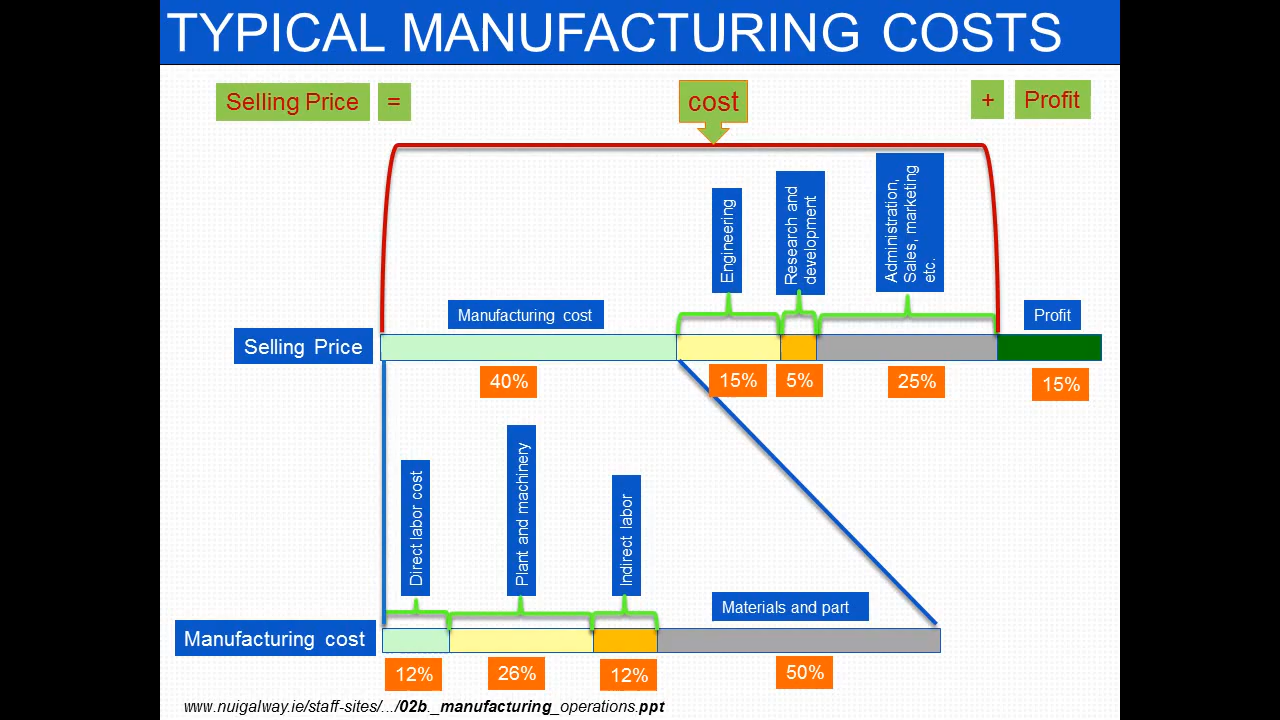 TYPICAL MANUFACTURING COSTS
Selling Price
=
cost
+
Profit
Engineering
Research and
development
Administration,
Sales, marketing
etc.
Manufacturing cost
Profit
Selling Price
40%
15%
5%
25%
15%
Direct labor cost
Plant and machinery
Indirect labor
Materials and part
Manufacturing cost
12%
26%
12%
50%
www.nuigalway.ie/staff-sites/.../02b._manufacturing_operations.ppt